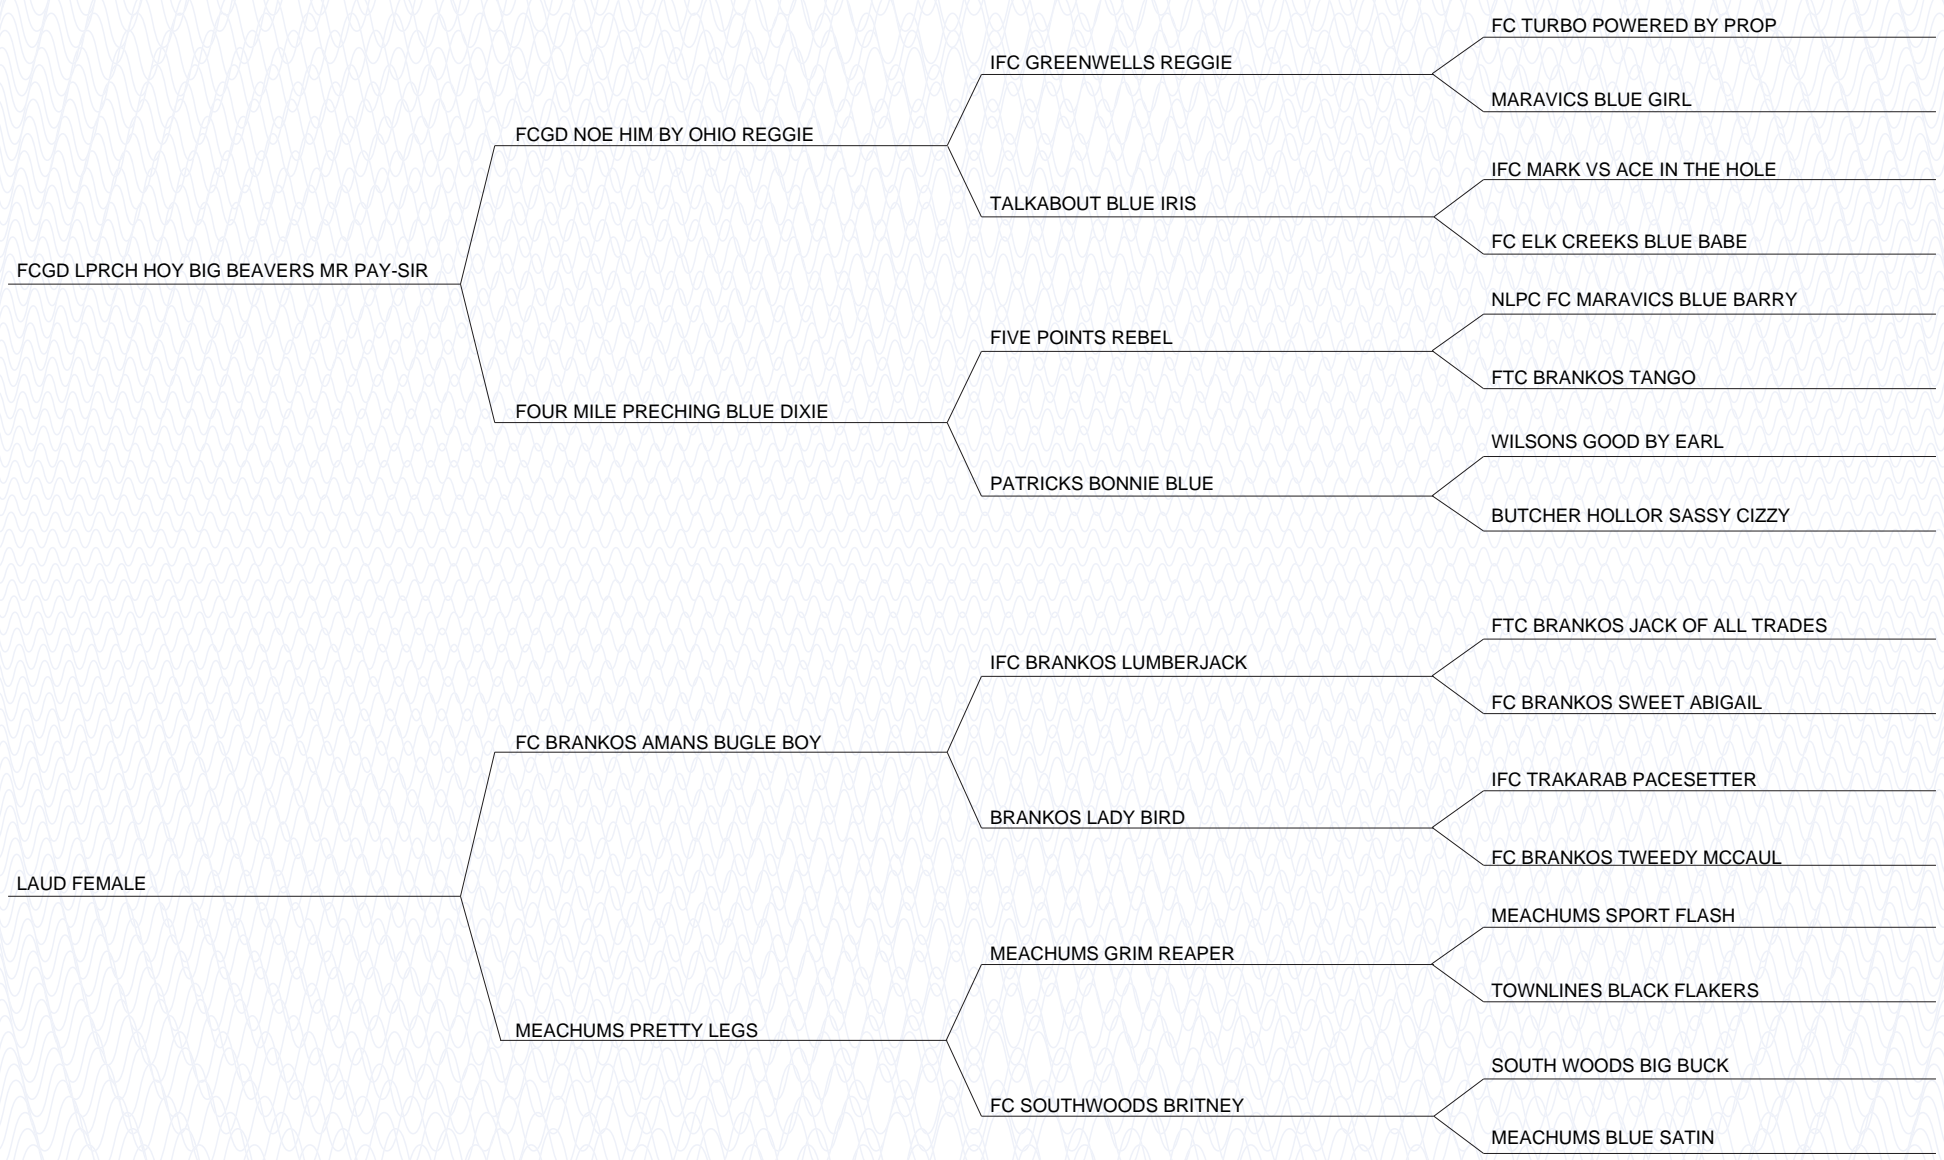 FC TURBO POWERED BY PROP
IFC GREENWELLS REGGIE
MARAVICS BLUE GIRL
FCGD NOE HIM BY OHIO REGGIE
IFC MARK VS ACE IN THE HOLE
TALKABOUT BLUE IRIS
FC ELK CREEKS BLUE BABE
FCGD LPRCH HOY BIG BEAVERS MR PAY-SIR
NLPC FC MARAVICS BLUE BARRY
FIVE POINTS REBEL
FTC BRANKOS TANGO
FOUR MILE PRECHING BLUE DIXIE
WILSONS GOOD BY EARL
PATRICKS BONNIE BLUE
BUTCHER HOLLOR SASSY CIZZY
FTC BRANKOS JACK OF ALL TRADES
IFC BRANKOS LUMBERJACK
FC BRANKOS SWEET ABIGAIL
FC BRANKOS AMANS BUGLE BOY
IFC TRAKARAB PACESETTER
BRANKOS LADY BIRD
FC BRANKOS TWEEDY MCCAUL
LAUD FEMALE
MEACHUMS SPORT FLASH
MEACHUMS GRIM REAPER
TOWNLINES BLACK FLAKERS
MEACHUMS PRETTY LEGS
SOUTH WOODS BIG BUCK
FC SOUTHWOODS BRITNEY
MEACHUMS BLUE SATIN